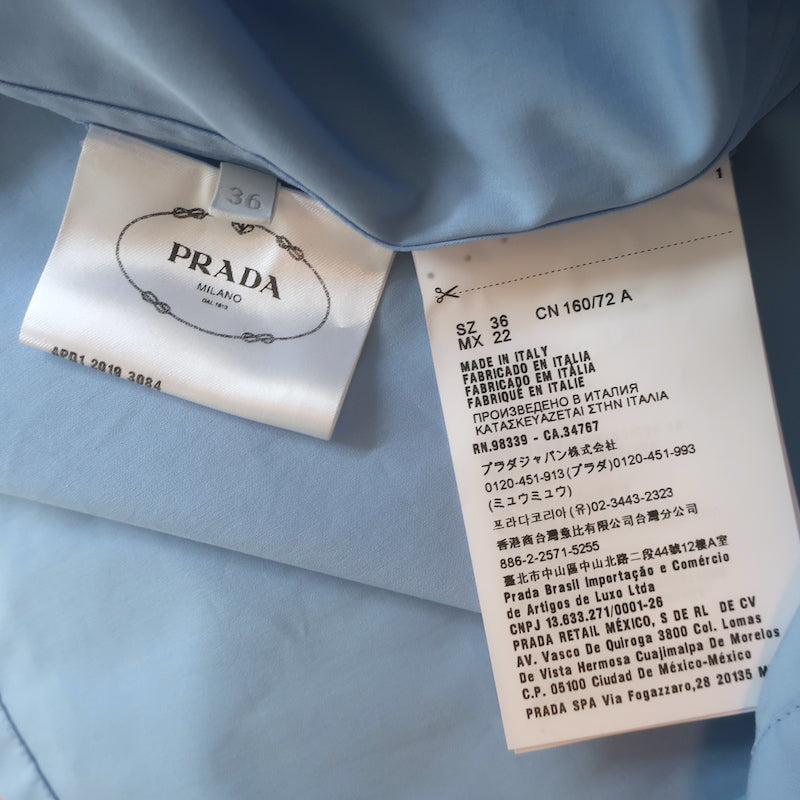 36
PRADA
MILANO
DAL 1913
APD1 2019 3084
1
SZ 36 CN 160/72 A
MX 22
MADE IN ITALY
FABRICADO EN ITALIA
FABRICADO EM ITÁLIA
FABRIQUÉ EN ITALIE
ПРОИЗВЕДЕНО В ИТАЛИЯ
ΚΑΤΑΣΚΕΥΑΖΕΤΑΙ ΣΤΗΝ ΙΤΑΛΙΑ
RN.98339 - CA.34767
プラダジャパン株式会社
0120-451-913(プラダ)0120-451-993
(ミュウミュウ)
프라다코리아(유)02-3443-2323
香港商台灣壹比有限公司台灣分公司
886-2-2571-5255
臺北市中山區中山北路二段44號12樓A室
Prada Brasil Importação e Comércio
de Artigos de Luxo Ltda
CNPJ 13.633.271/0001-26
PRADA RETAIL MÉXICO, S DE RL DE CV
AV. Vasco De Quiroga 3800 Col. Lomas
De Vista Hermosa Cuajimalpa De Morelos
C.P. 05100 Ciudad De México-México
PRADA SPA Via Fogazzaro,28 20135 M